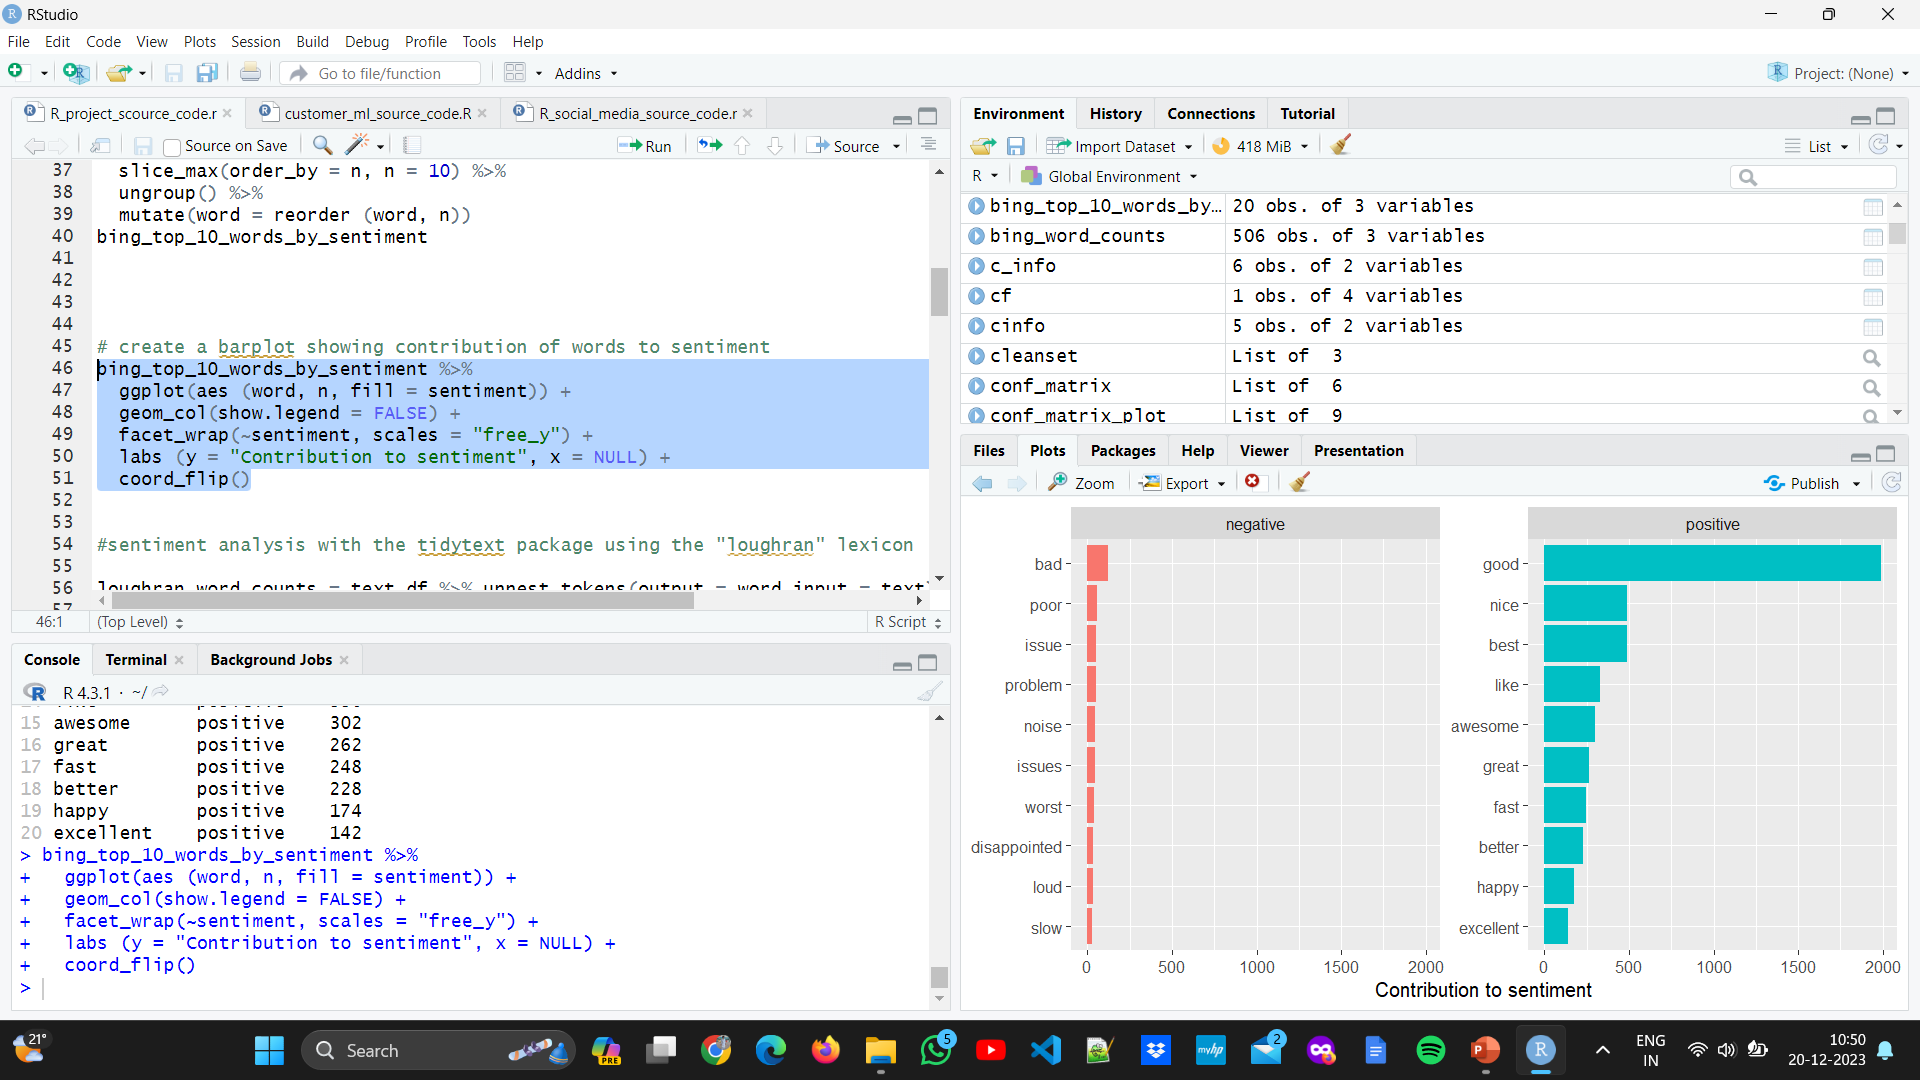 RStudio
File Edit Code View Plots Session Build Debug Profile Tools Help
Go to file/function Addins Project: (None)
R_project_scource_code.r customer_ml_source_code.R R_social_media_source_code.r
Source on Save Run Source
37 slice_max(order_by = n, n = 10) %>%
38 ungroup() %>%
39 mutate(word = reorder (word, n))
40 bing_top_10_words_by_sentiment
41
42
43
44
45 # create a barplot showing contribution of words to sentiment
46 bing_top_10_words_by_sentiment %>%
47 ggplot(aes (word, n, fill = sentiment)) +
48 geom_col(show.legend = FALSE) +
49 facet_wrap(~sentiment, scales = "free_y") +
50 labs (y = "Contribution to sentiment", x = NULL) +
51 coord_flip()
52
53
54 #sentiment analysis with the tidytext package using the "loughran" lexicon
55
56 loughran_word_counts = text_df %>% unnest_tokens(output = word, input = text)
57
46:1 (Top Level) R Script
Console Terminal Background Jobs
R 4.3.1 · ~/
15 awesome positive 302
16 great positive 262
17 fast positive 248
18 better positive 228
19 happy positive 174
20 excellent positive 142
> bing_top_10_words_by_sentiment %>%
+ ggplot(aes (word, n, fill = sentiment)) +
+ geom_col(show.legend = FALSE) +
+ facet_wrap(~sentiment, scales = "free_y") +
+ labs (y = "Contribution to sentiment", x = NULL) +
+ coord_flip()
>
Environment History Connections Tutorial
Import Dataset 418 MiB List
R Global Environment
bing_top_10_words_by… 20 obs. of 3 variables
bing_word_counts 506 obs. of 3 variables
c_info 6 obs. of 2 variables
cf 1 obs. of 4 variables
cinfo 5 obs. of 2 variables
cleanset List of 3
conf_matrix List of 6
conf_matrix_plot List of 9
Files Plots Packages Help Viewer Presentation
Zoom Export Publish
negative positive
bad good
poor nice
issue best
problem like
noise awesome
issues great
worst fast
disappointed better
loud happy
slow excellent
0 500 1000 1500 2000 0 500 1000 1500 2000
Contribution to sentiment
21° Search PRE 5 myhp 2 ENG 10:50
IN 20-12-2023